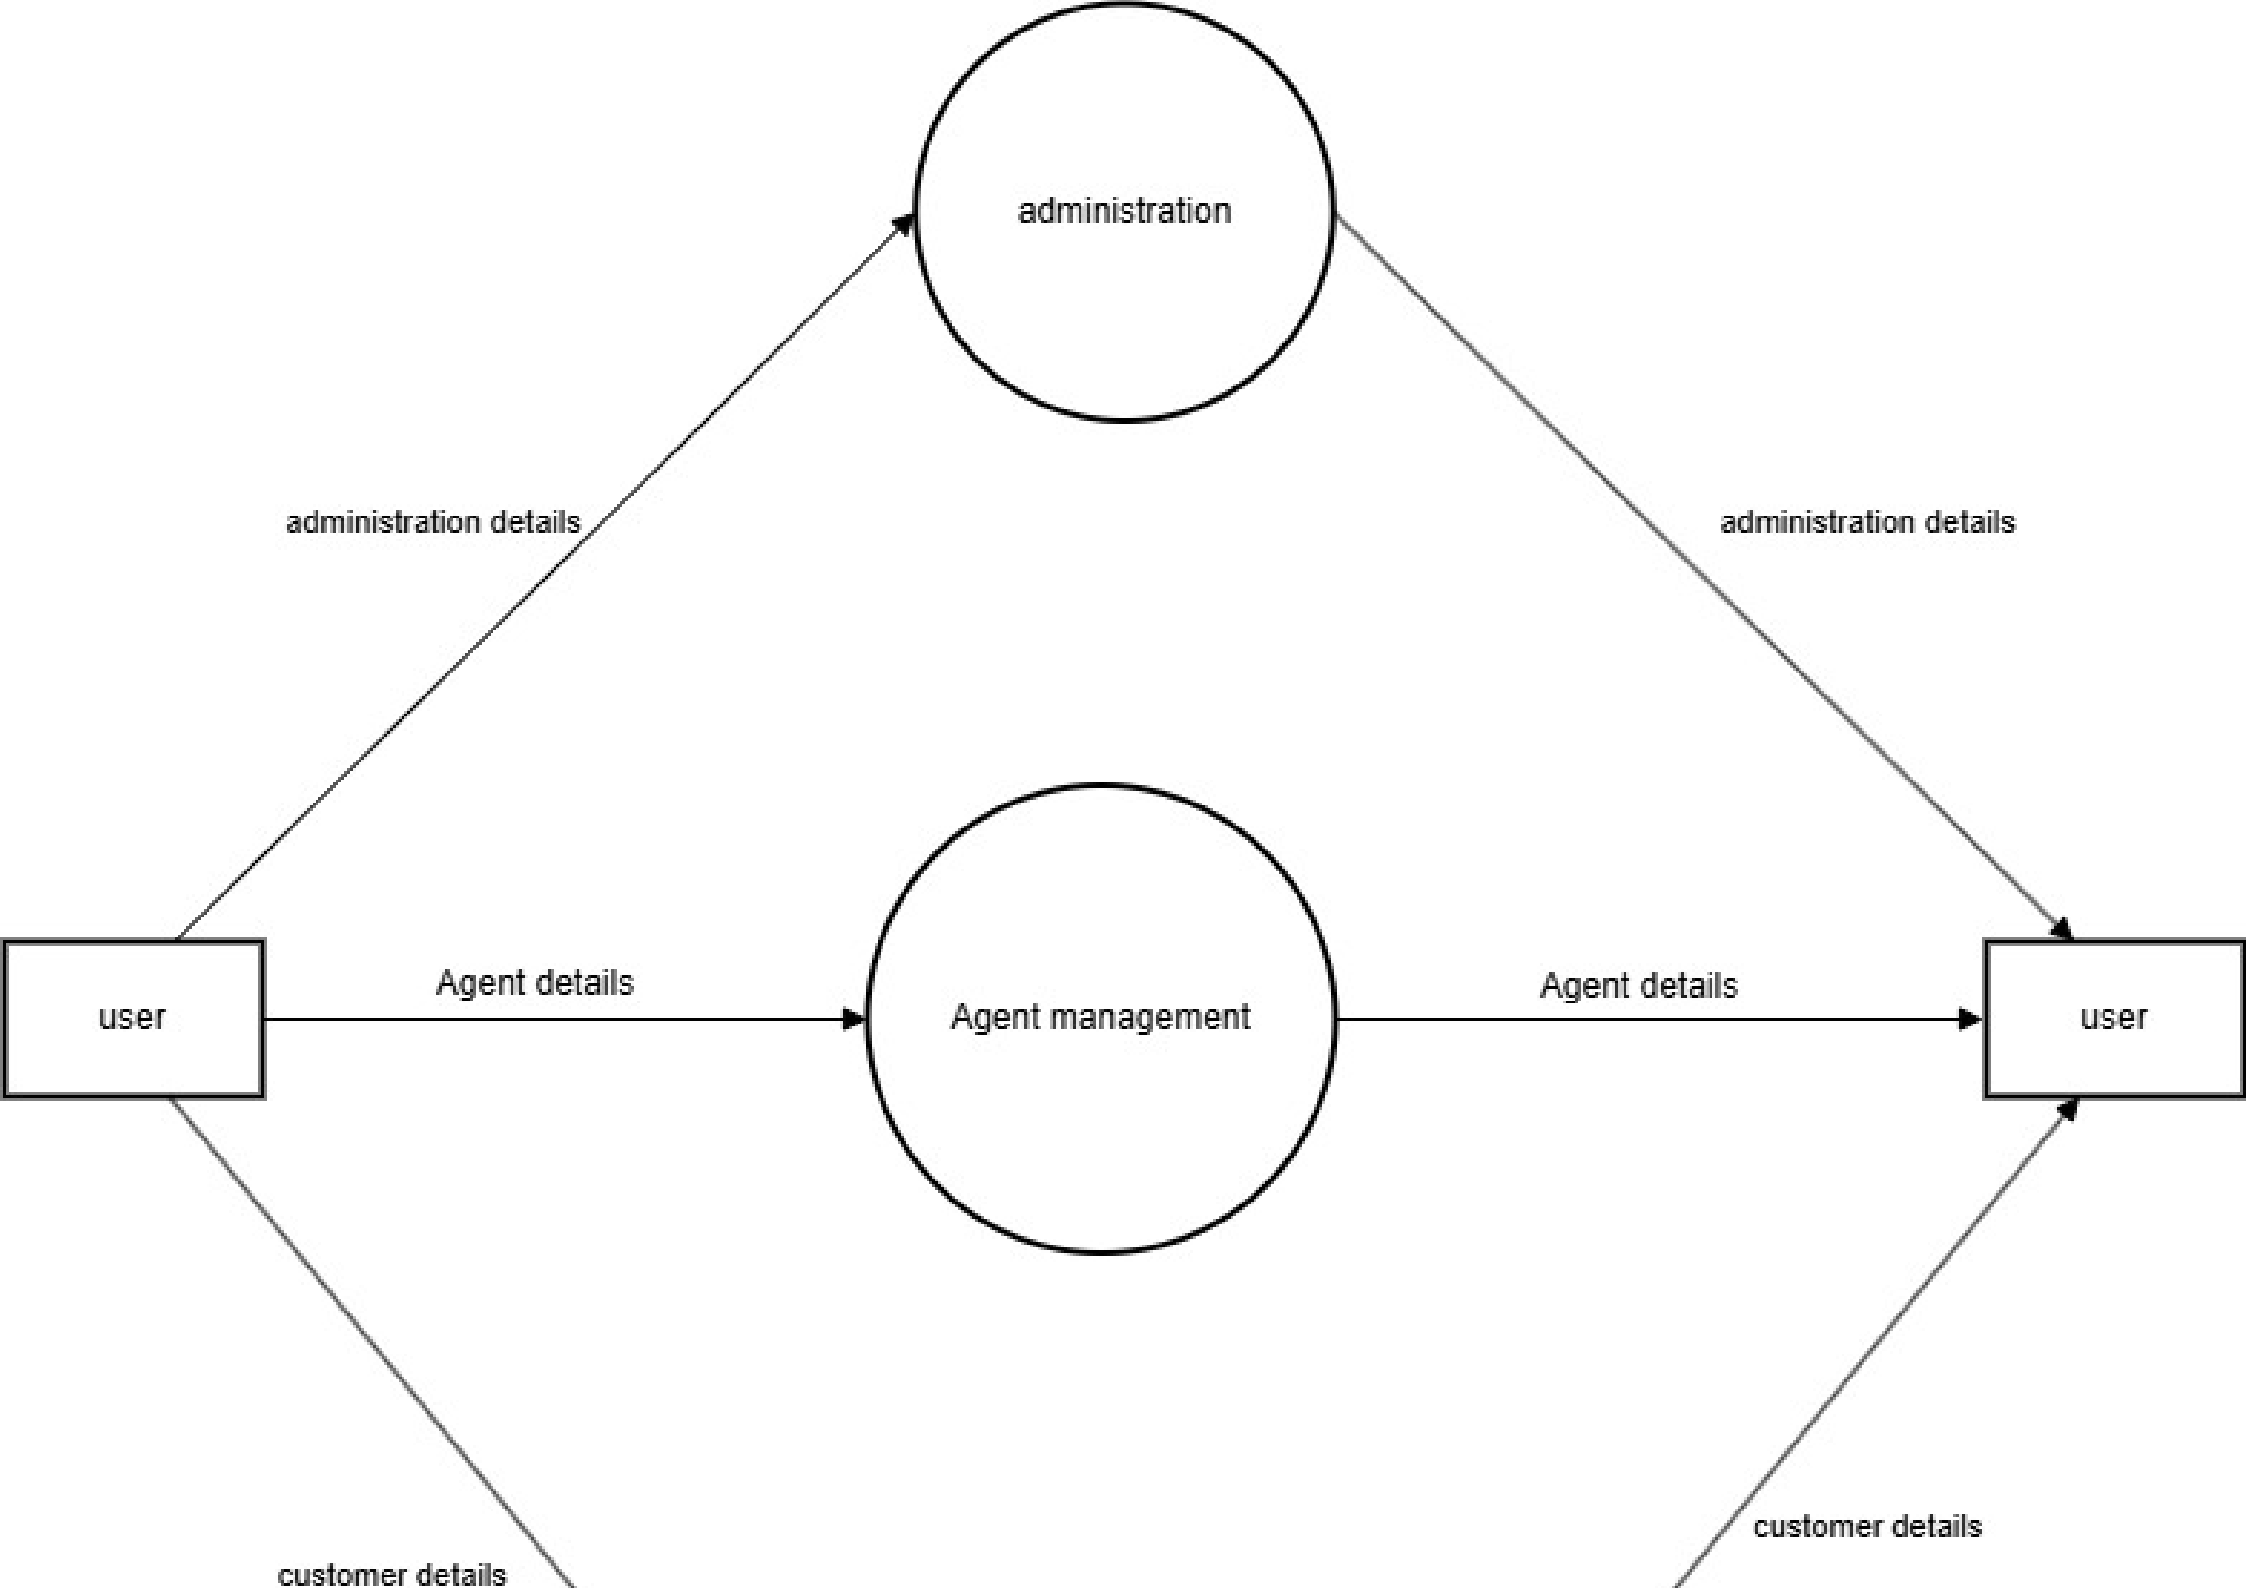 administration
administration details
administration details
Agent details
Agent details
user
Agent management
user
customer details
customer details